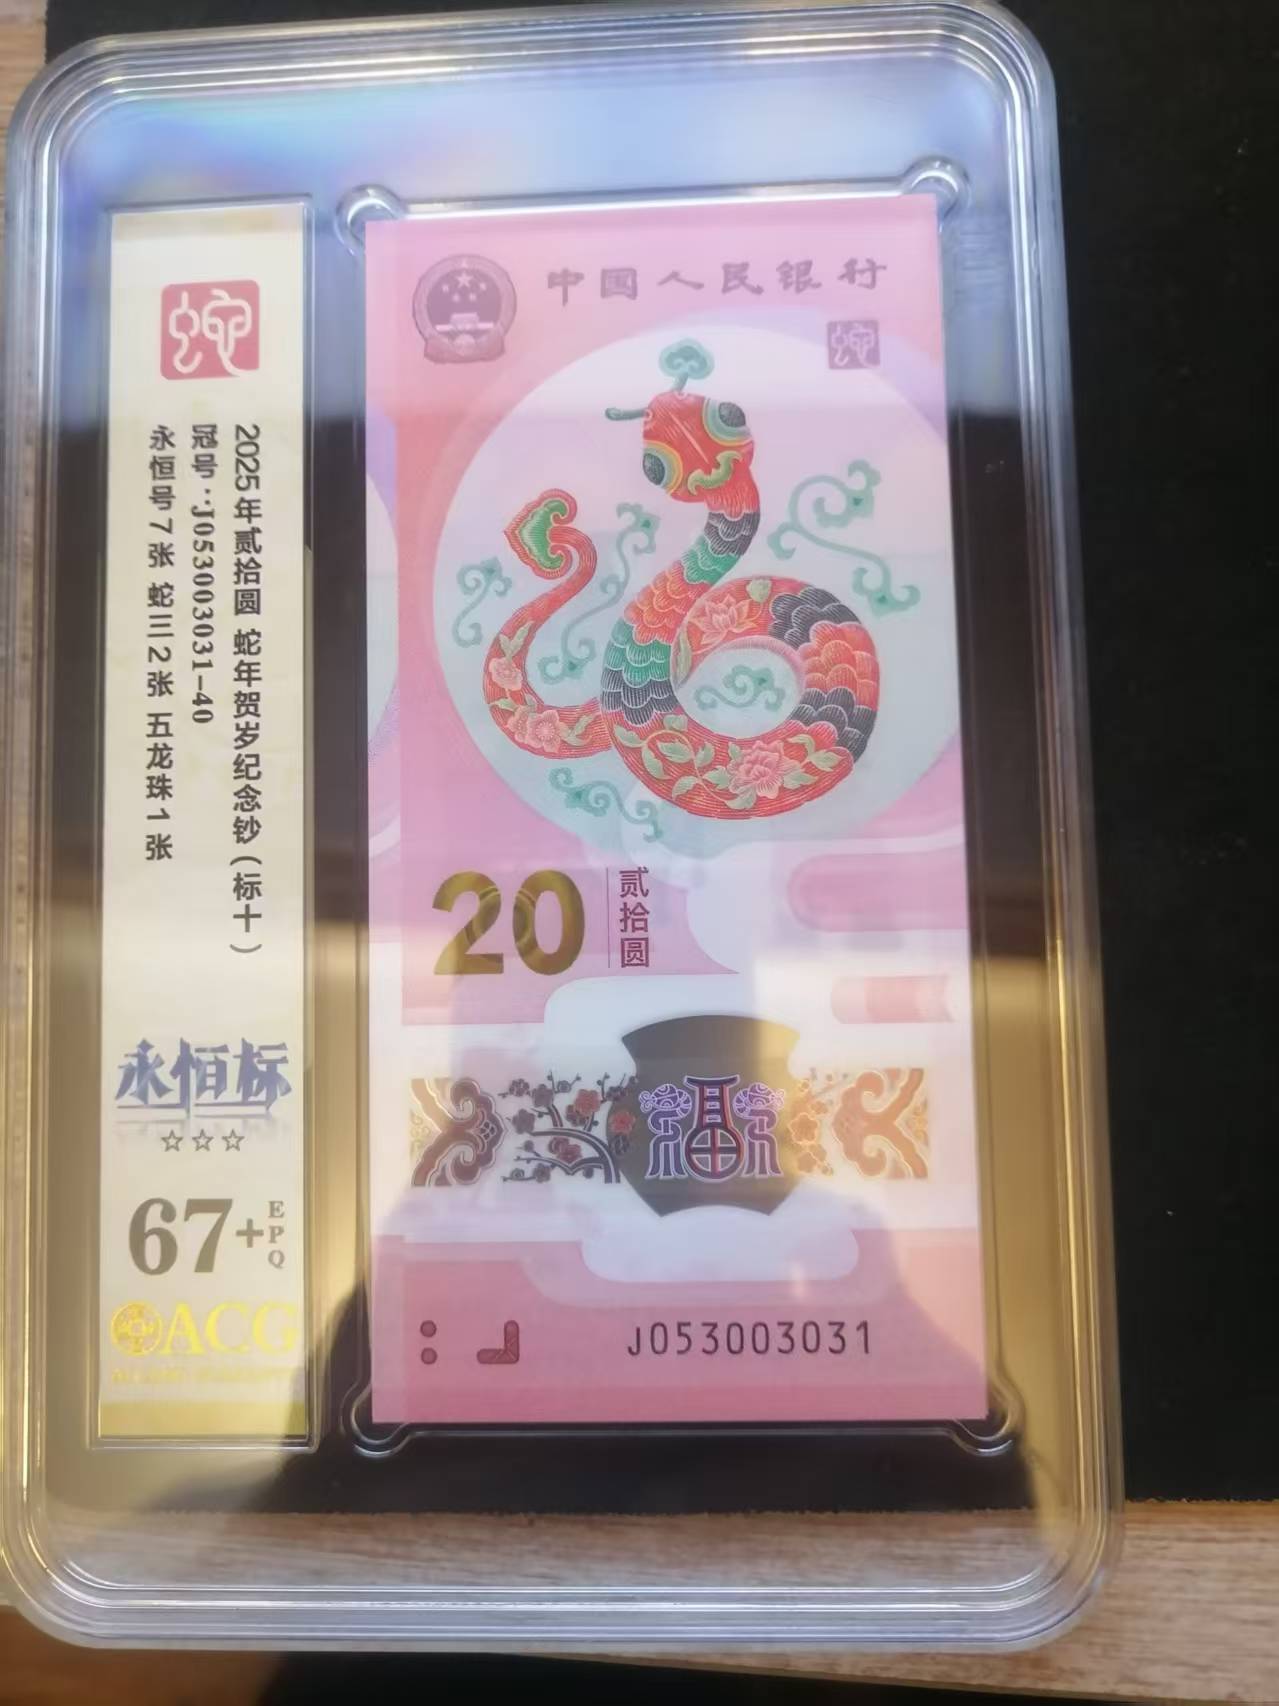 蛇
2025年贰拾圆 蛇年贺岁纪念钞(标十)
冠号:J053003031-40
永恒号7张 蛇三2张 五龙珠1张
永恒标
☆☆☆
67+
EPQ
ACG
中国人民银行
蛇
20
贰拾圆
福
J053003031